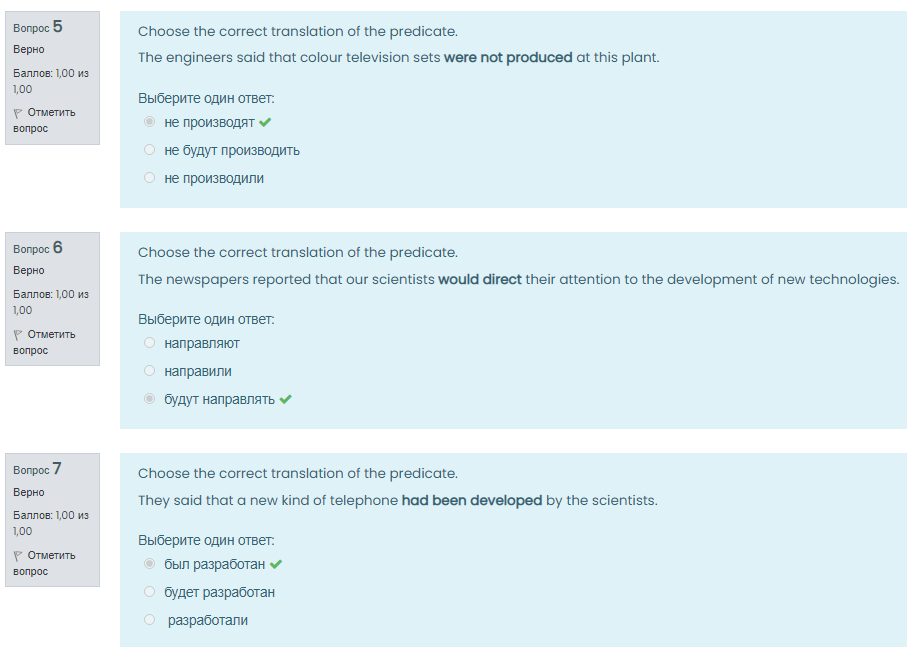 Вопрос 5
Верно
Баллов: 1,00 из
1,00
Отметить
вопрос
Choose the correct translation of the predicate.
The engineers said that colour television sets were not produced at this plant.
Выберите один ответ:
не производят
не будут производить
не производили
Вопрос 6
Верно
Баллов: 1,00 из
1,00
Отметить
вопрос
Choose the correct translation of the predicate.
The newspapers reported that our scientists would direct their attention to the development of new technologies.
Выберите один ответ:
направляют
направили
будут направлять
Вопрос 7
Верно
Баллов: 1,00 из
1,00
Отметить
вопрос
Choose the correct translation of the predicate.
They said that a new kind of telephone had been developed by the scientists.
Выберите один ответ:
был разработан
будет разработан
разработали